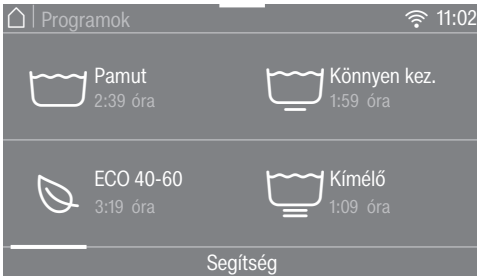 Programok 11:02
Pamut
2:39 óra
Könnyen kez.
1:59 óra
ECO 40-60
3:19 óra
Kímélő
1:09 óra
Segítség